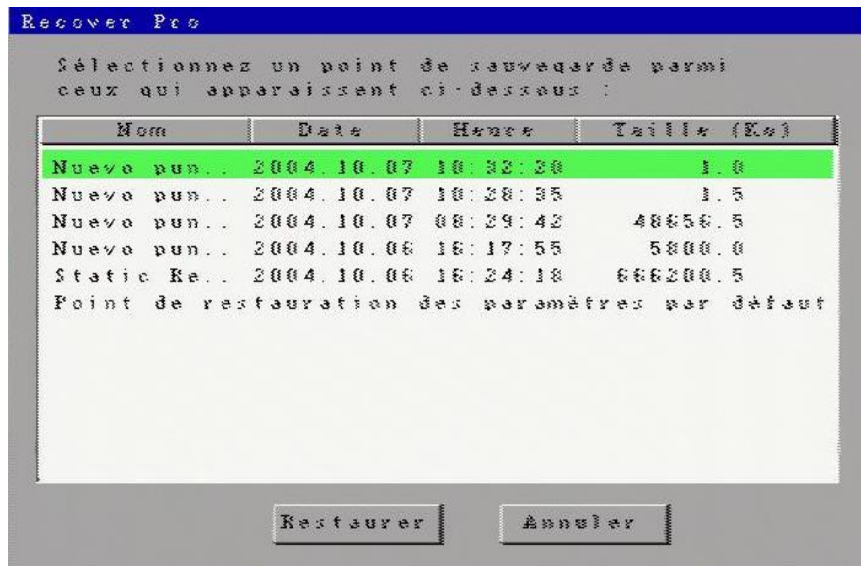 Recover Pro
Sélectionnez un point de sauvegarde parmi
ceux qui apparaissent ci-dessous :
Nom Date Heure Taille (Ko)
Nuevo pun.. 2004.10.07 10:32:20 1.0
Nuevo pun.. 2004.10.07 10:28:35 1.5
Nuevo pun.. 2004.10.07 08:29:42 48656.5
Nuevo pun.. 2004.10.06 16:17:55 5800.0
Static Re.. 2004.10.06 16:24:18 666200.5
Point de restauration des paramètres par défaut
Restaurer Annuler